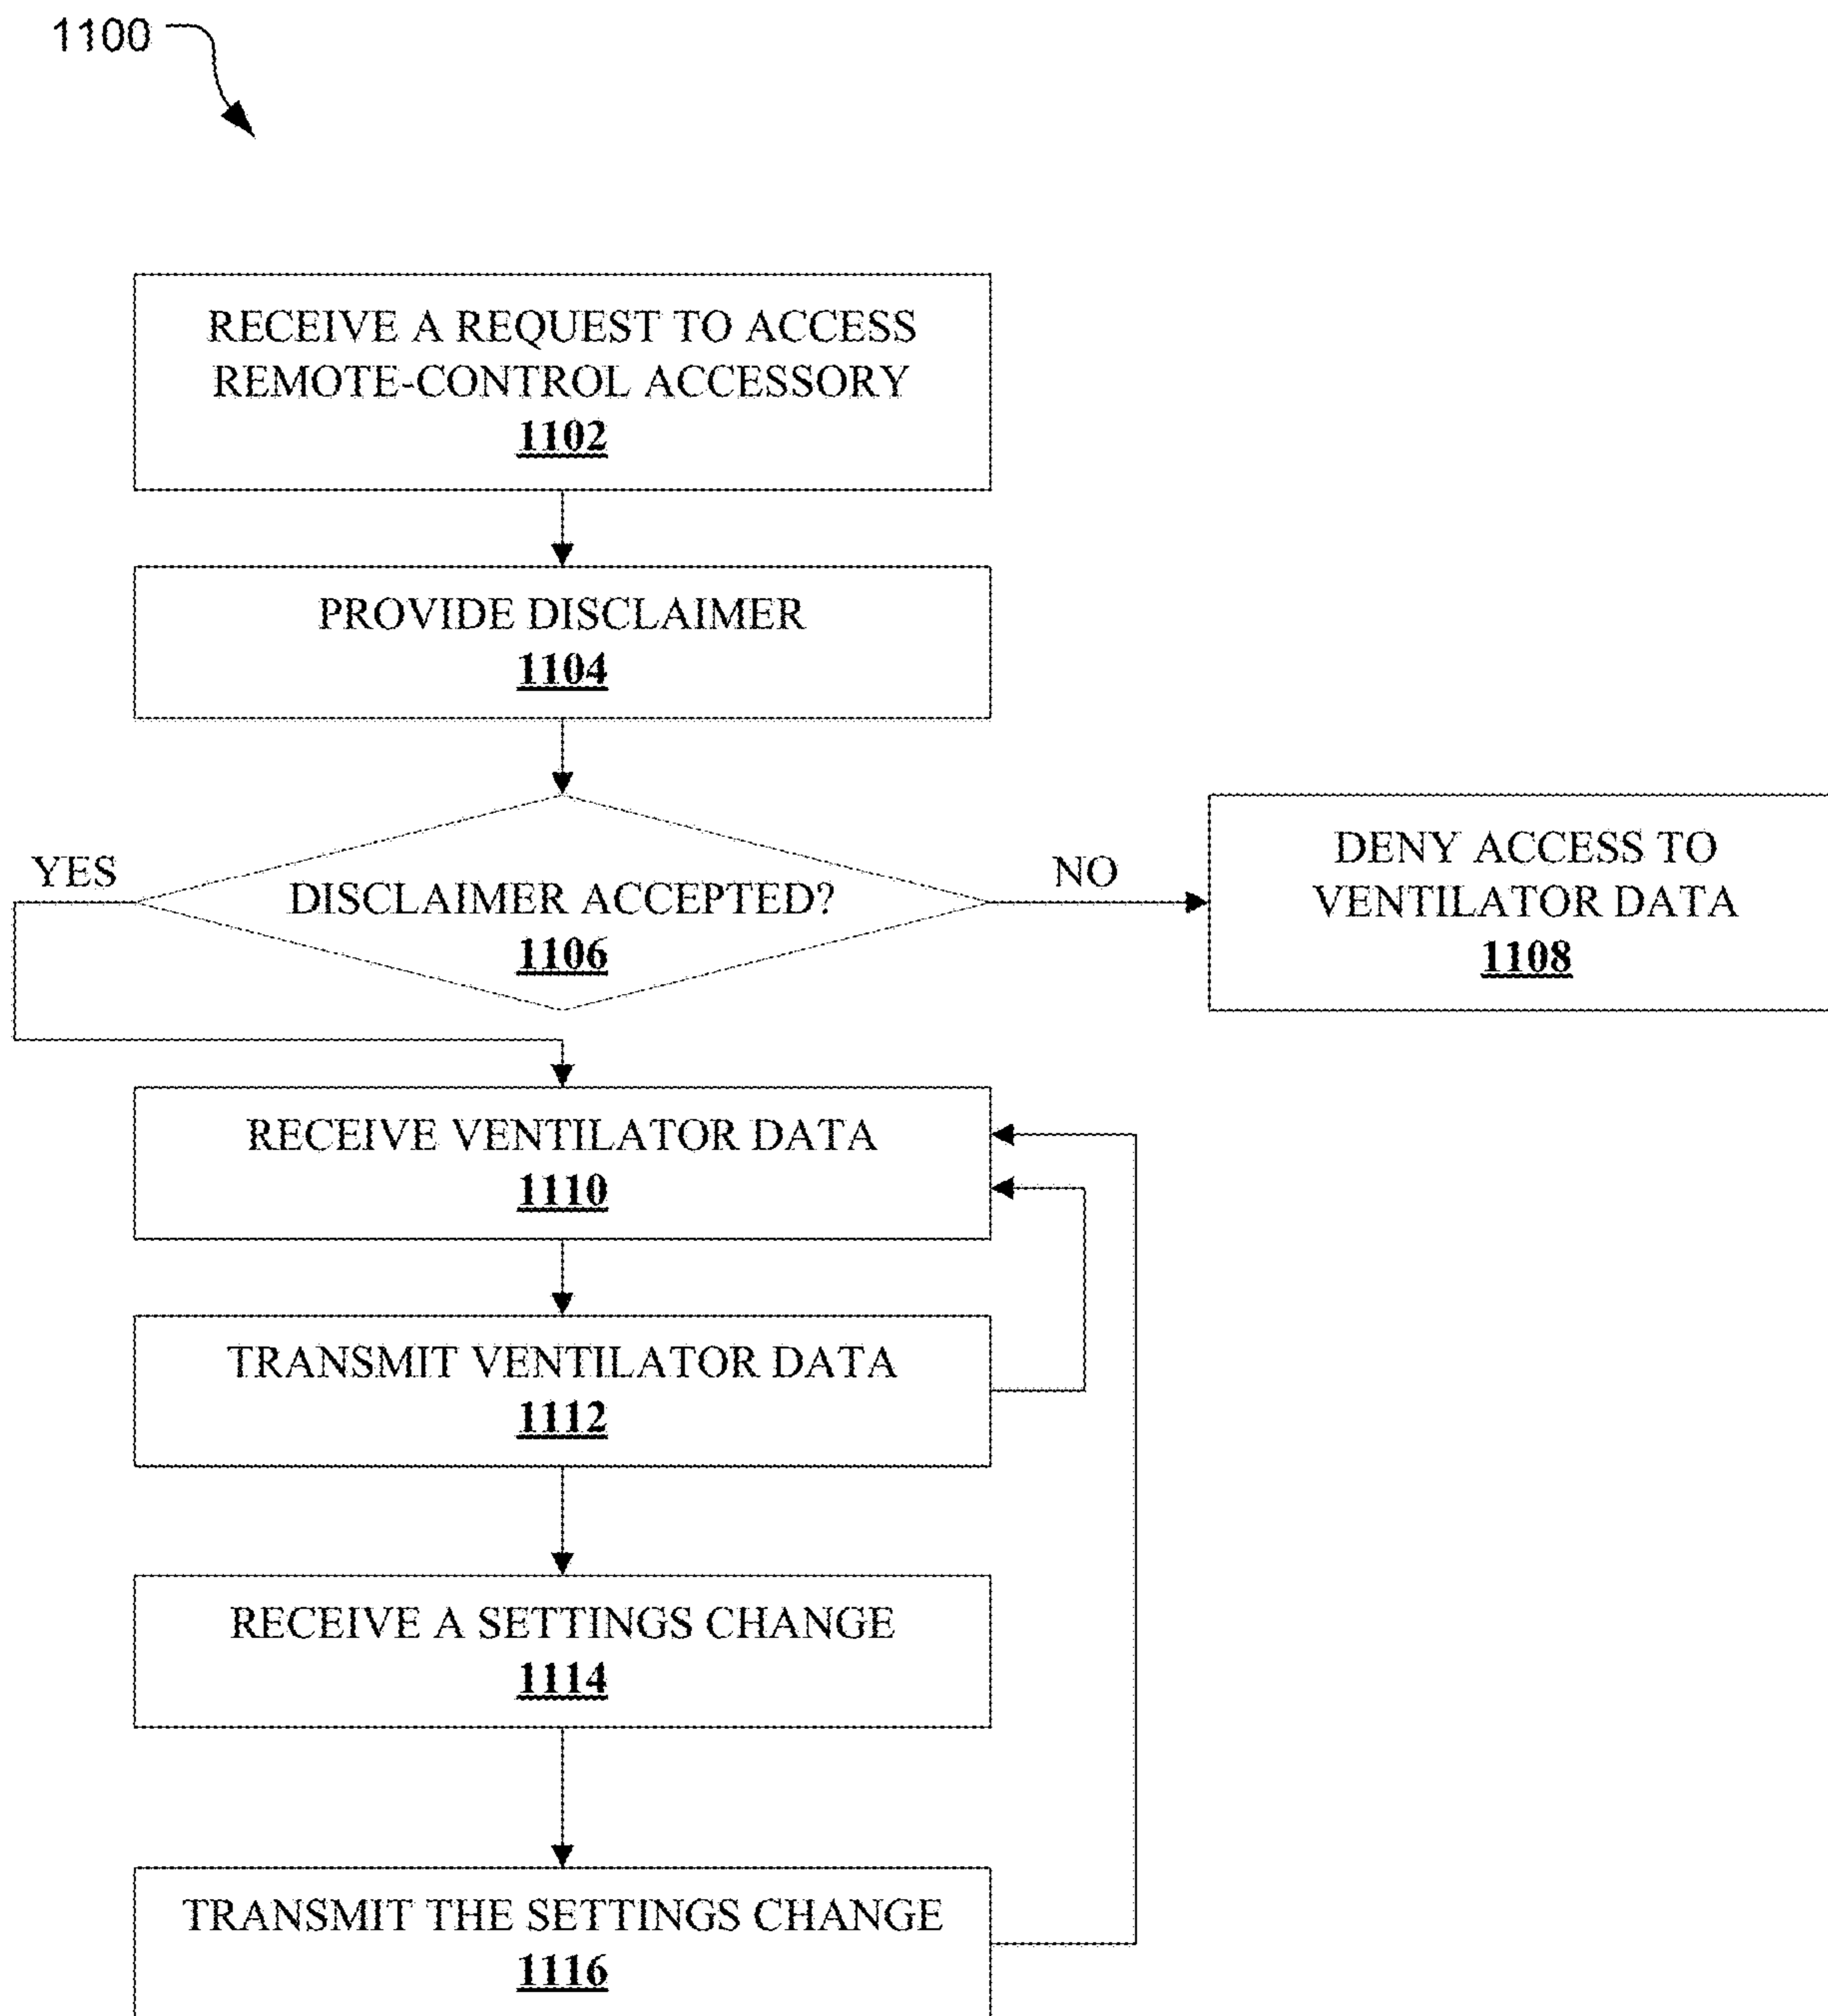 1100
RECEIVE A REQUEST TO ACCESS
REMOTE-CONTROL ACCESSORY
1102
PROVIDE DISCLAIMER
1104
YES
DISCLAIMER ACCEPTED?
1106
NO
DENY ACCESS TO
VENTILATOR DATA
1108
RECEIVE VENTILATOR DATA
1110
TRANSMIT VENTILATOR DATA
1112
RECEIVE A SETTINGS CHANGE
1114
TRANSMIT THE SETTINGS CHANGE
1116